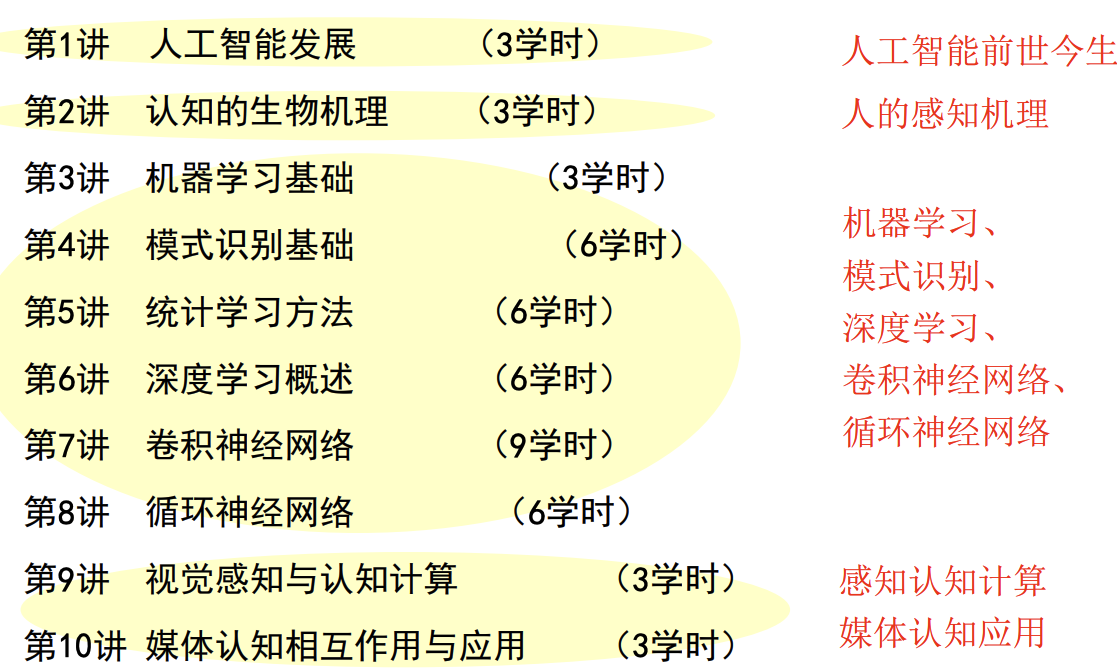 第1讲 人工智能发展 （3学时）
人工智能前世今生
第2讲 认知的生物机理 （3学时）
人的感知机理
第3讲 机器学习基础 （3学时）
第4讲 模式识别基础 （6学时）
第5讲 统计学习方法 （6学时）
第6讲 深度学习概述 （6学时）
第7讲 卷积神经网络 （9学时）
第8讲 循环神经网络 （6学时）
机器学习、
模式识别、
深度学习、
卷积神经网络、
循环神经网络
第9讲 视觉感知与认知计算 （3学时）
感知认知计算
第10讲 媒体认知相互作用与应用 （3学时）
媒体认知应用